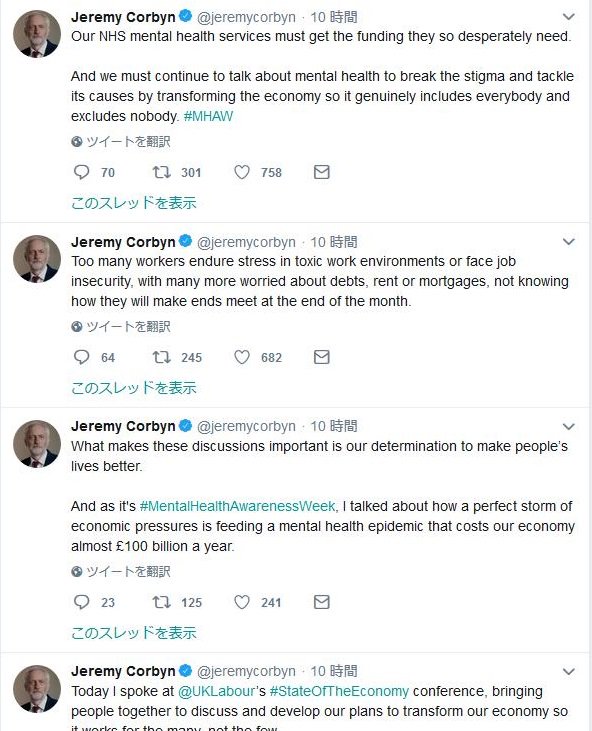 Jeremy Corbyn @jeremycorbyn · 10 時間
Our NHS mental health services must get the funding they so desperately need.
And we must continue to talk about mental health to break the stigma and tackle
its causes by transforming the economy so it genuinely includes everybody and
excludes nobody. #MHAW
ツイートを翻訳
70 301 758
このスレッドを表示
Jeremy Corbyn @jeremycorbyn · 10 時間
Too many workers endure stress in toxic work environments or face job
insecurity, with many more worried about debts, rent or mortgages, not knowing
how they will make ends meet at the end of the month.
ツイートを翻訳
64 245 682
このスレッドを表示
Jeremy Corbyn @jeremycorbyn · 10 時間
What makes these discussions important is our determination to make people's
lives better.
And as it's #MentalHealthAwarenessWeek, I talked about how a perfect storm of
economic pressures is feeding a mental health epidemic that costs our economy
almost £100 billion a year.
ツイートを翻訳
23 125 241
このスレッドを表示
Jeremy Corbyn @jeremycorbyn · 10 時間
Today I spoke at @UKLabour's #StateOfTheEconomy conference, bringing
people together to discuss and develop our plans to transform our economy so
it works for the many, not the few